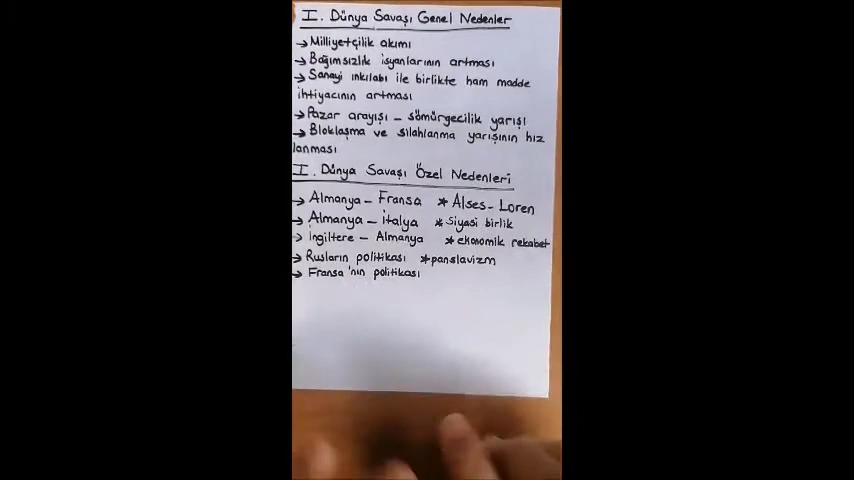 I. Dünya Savaşı Genel Nedenler
→ Milliyetçilik akımı
→ Bağımsızlık isyanlarının artması
→ Sanayi inkılabı ile birlikte ham madde
ihtiyacının artması
→ Pazar arayışı - sömürgecilik yarışı
→ Bloklaşma ve silahlanma yarışının hız
lanması
I. Dünya Savaşı Özel Nedenleri
→ Almanya - Fransa * Alses - Loren
→ Almanya - İtalya * siyasi birlik
→ İngiltere - Almanya * ekonomik rekabet
→ Rusların politikası * panslavizm
→ Fransa'nın politikası